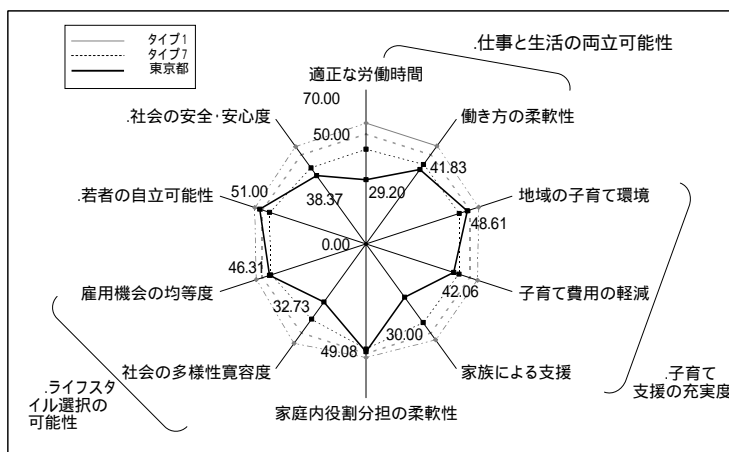 タイプ1
タイプ7
東京都
.仕事と生活の両立可能性
適正な労働時間
70.00
.社会の安全･安心度
働き方の柔軟性
50.00
41.83
.若者の自立可能性
51.00
38.37
29.20
地域の子育て環境
48.61
0.00
46.31
42.06
雇用機会の均等度
子育て費用の軽減
32.73
30.00
49.08
社会の多様性寛容度
家族による支援
.ライフスタ
イル選択の
可能性
.子育て
支援の充実度
家庭内役割分担の柔軟性